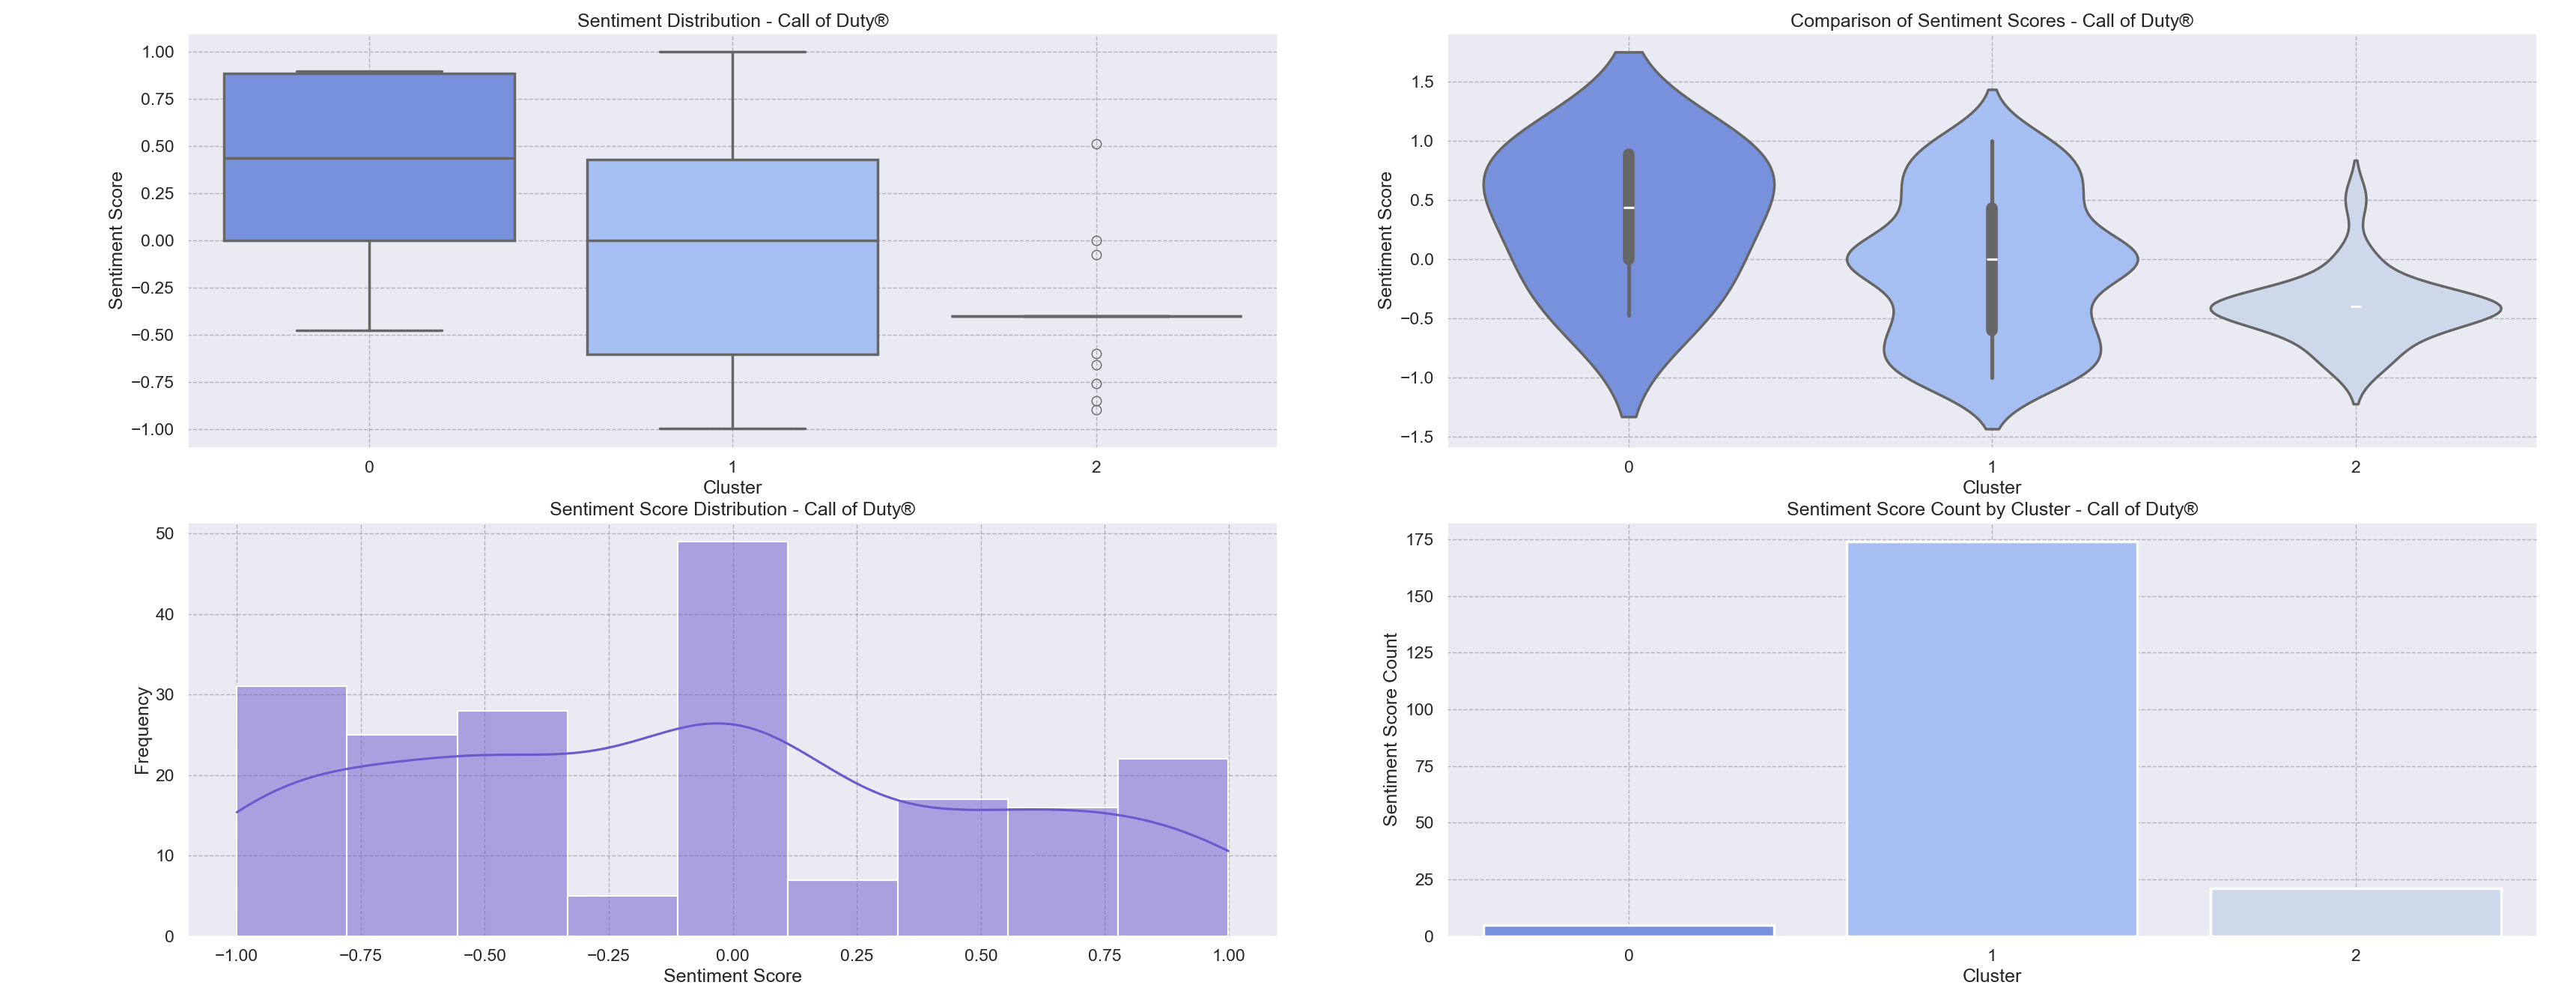 Sentiment Distribution - Call of Duty®
Sentiment Score
1.00
0.75
0.50
0.25
0.00
−0.25
−0.50
−0.75
−1.00
0 1 2
Cluster
Comparison of Sentiment Scores - Call of Duty®
Sentiment Score
1.5
1.0
0.5
0.0
−0.5
−1.0
−1.5
0 1 2
Cluster
Sentiment Score Distribution - Call of Duty®
Frequency
50
40
30
20
10
0
−1.00 −0.75 −0.50 −0.25 0.00 0.25 0.50 0.75 1.00
Sentiment Score
Sentiment Score Count by Cluster - Call of Duty®
Sentiment Score Count
175
150
125
100
75
50
25
0
0 1 2
Cluster